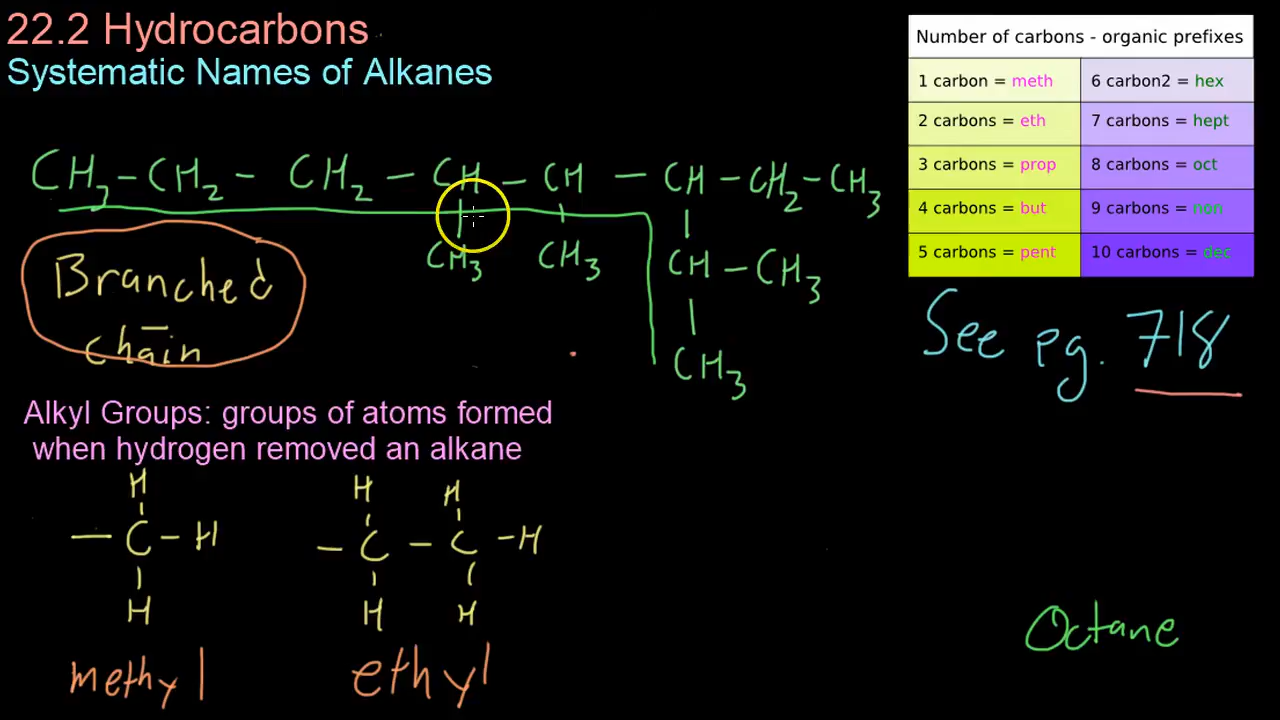 22.2 Hydrocarbons
Systematic Names of Alkanes
Number of carbons - organic prefixes
1 carbon = meth
6 carbon2 = hex
2 carbons = eth
7 carbons = hept
3 carbons = prop
8 carbons = oct
4 carbons = but
9 carbons = non
5 carbons = pent
10 carbons = dec
CH3 - CH2 - CH2 - CH - CH - CH - CH2 - CH3
CH3 CH3 CH - CH3
CH3
Branched
chain
See pg. 718
Alkyl Groups: groups of atoms formed
when hydrogen removed an alkane
H H H
- C - H - C - C - H
H H H
methyl ethyl
Octane